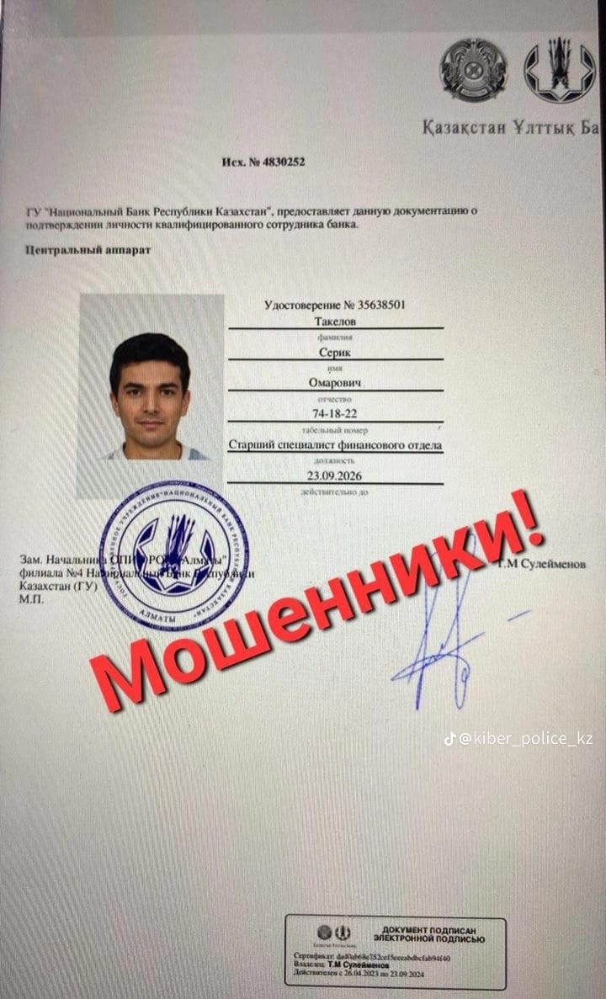 Қазақстан Ұлттық Ба
Исх. № 4830252
ГУ "Национальный Банк Республики Казахстан", предоставляет данную документацию о
подтверждении личности квалифицированного сотрудника банка.
Центральный аппарат
Удостоверение № 35638501
Такелов
фамилия
Серик
имя
Омарович
отчество
74-18-22
табельный номер
Старший специалист финансового отдела
должность
23.09.2026
действительно до
Зам. Начальника "Алматы"
филиала №4 Национальный Банк Республики
Казахстан (ГУ)
М.П.
Т.М Сулейменов
АЛМАТЫ
Мошенники!
@kiber_police_kz
ДОКУМЕНТ ПОДПИСАН
ЭЛЕКТРОННОЙ ПОДПИСЬЮ
Сертификат:
Владелец: Т.М Сулейменов
Действителен с 26.04.2023 по 23.09.2024